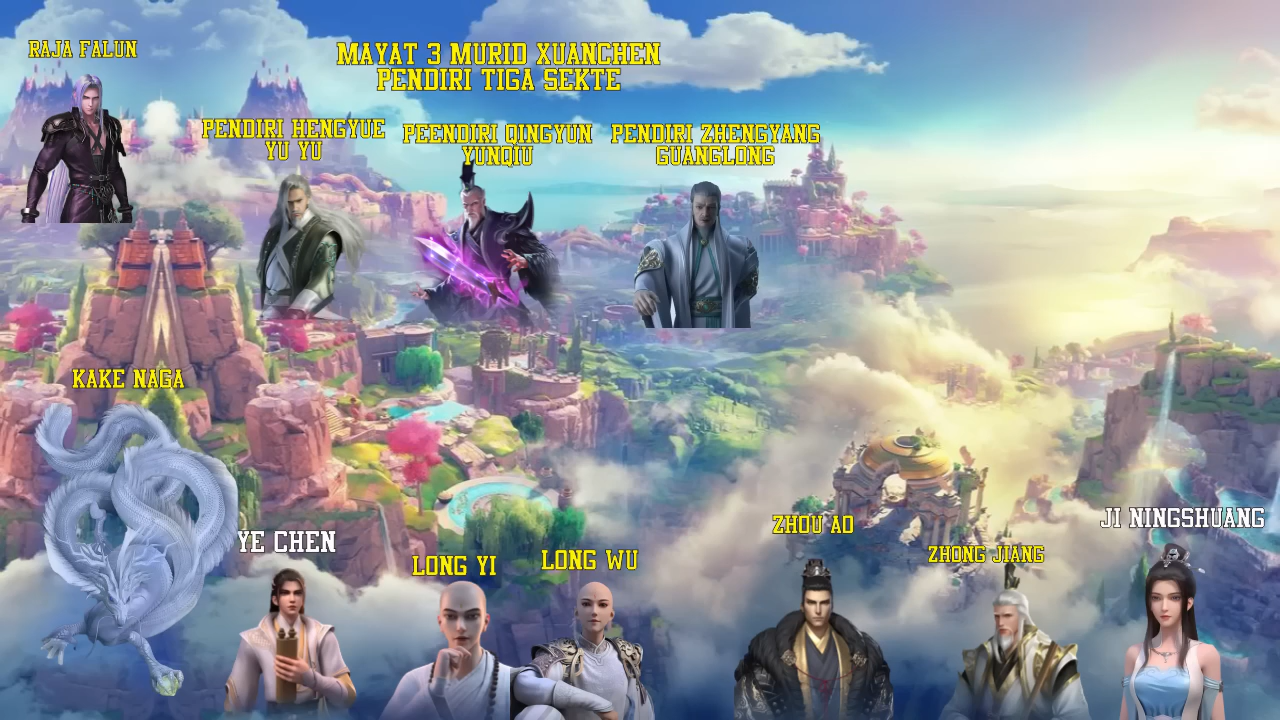 RAJA FALUN
MAYAT 3 MURID XUANCHEN
PENDIRI TIGA SEKTE
PENDIRI HENGYUE
YU YU
PEENDIRI QINGYUN
YUNQIU
PENDIRI ZHENGYANG
GUANGLONG
KAKE NAGA
YE CHEN
LONG YI
LONG WU
ZHOU AO
ZHONG JIANG
JI NINGSHUANG